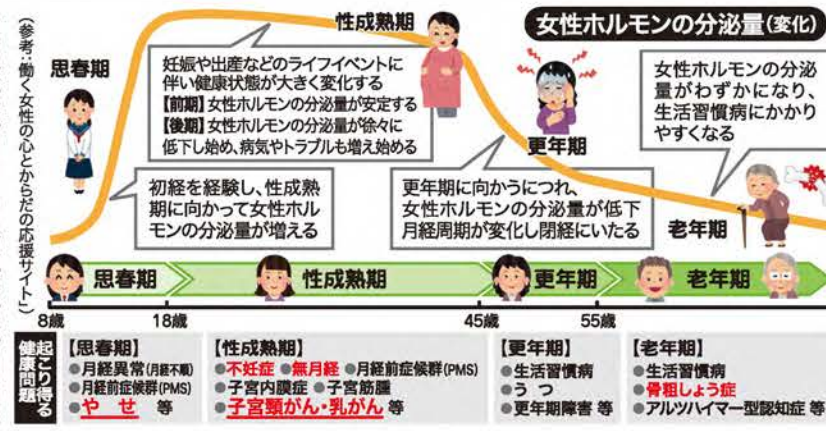 女性ホルモンの分泌量(変化)
(参考:働く女性の心とからだの応援サイト)
思春期
性成熟期
妊娠や出産などのライフイベントに
伴い健康状態が大きく変化する
【前期】女性ホルモンの分泌量が安定する
【後期】女性ホルモンの分泌量が徐々に
低下し始め、病気やトラブルも増え始める
初経を経験し、性成熟
期に向かって女性ホル
モンの分泌量が増える
更年期
更年期に向かうにつれ、
女性ホルモンの分泌量が低下
月経周期が変化し閉経にいたる
女性ホルモンの分泌
量がわずかになり、
生活習慣病にかかり
やすくなる
老年期
思春期
性成熟期
更年期
老年期
8歳
18歳
45歳
55歳
起こり得る
健康問題
【思春期】
●月経異常(月経不順)
●月経前症候群(PMS)
●やせ 等
【性成熟期】
●不妊症 ●無月経 ●月経前症候群(PMS)
●子宮内膜症 ●子宮筋腫
●子宮頸がん・乳がん 等
【更年期】
●生活習慣病
●うつ
●更年期障害 等
【老年期】
●生活習慣病
●骨粗しょう症
●アルツハイマー型認知症 等